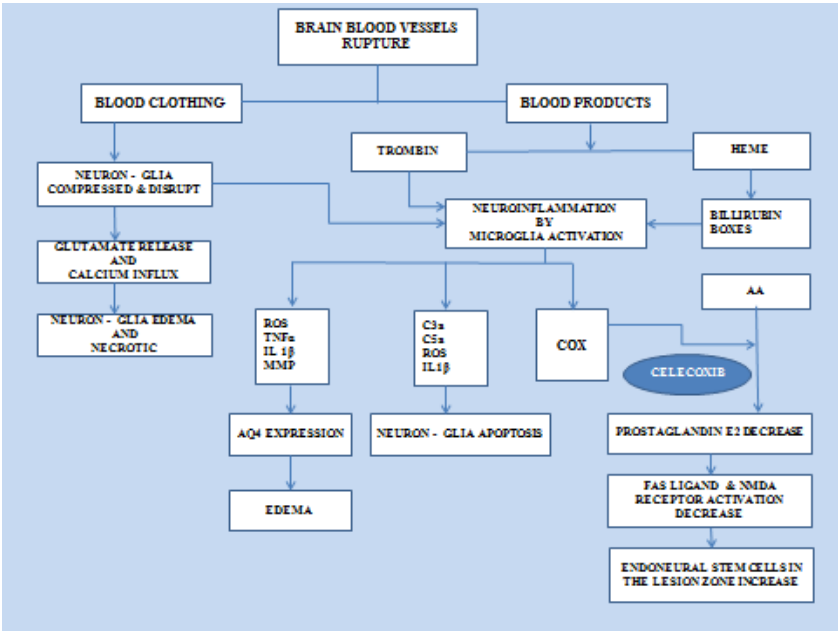 BRAIN BLOOD VESSELS
RUPTURE
BLOOD CLOTHING
BLOOD PRODUCTS
TROMBIN
HEME
NEURON - GLIA
COMPRESSED & DISRUPT
NEUROINFLAMMATION
BY
MICROGLIA ACTIVATION
BILLIRUBIN
BOXES
GLUTAMATE RELEASE
AND
CALCIUM INFLUX
AA
NEURON - GLIA EDEMA
AND
NECROTIC
ROS
TNFα
IL 1β
MMP
C3a
C5a
ROS
IL1β
COX
CELECOXIB
AQ4 EXPRESSION
NEURON - GLIA APOPTOSIS
PROSTAGLANDIN E2 DECREASE
EDEMA
FAS LIGAND & NMDA
RECEPTOR ACTIVATION
DECREASE
ENDONEURAL STEM CELLS IN
THE LESION ZONE INCREASE